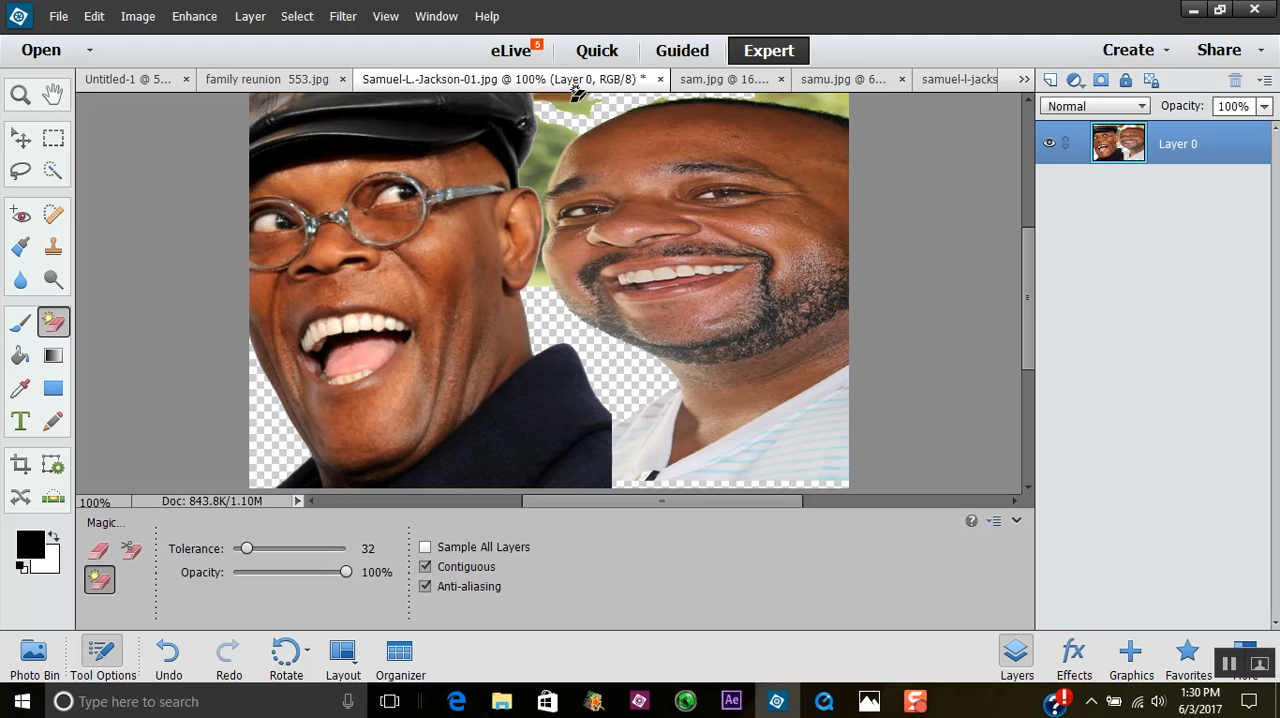 File Edit Image Enhance Layer Select Filter View Window Help
Open eLive 5 Quick Guided Expert Create Share
Untitled-1 @ 5... × family reunion 553.jpg × Samuel-L.-Jackson-01.jpg @ 100% (Layer 0, RGB/8) * × sam.jpg @ 16.... × samu.jpg @ 6... × samuel-l-jacks »
Normal Opacity: 100%
Layer 0
100% Doc: 843.8K/1.10M
Magic...
Tolerance: 32 Sample All Layers
Contiguous
Opacity: 100%
Anti-aliasing
Photo Bin Tool Options Undo Redo Rotate Layout Organizer Layers Effects Graphics Favorites
Type here to search
1:30 PM
6/3/2017